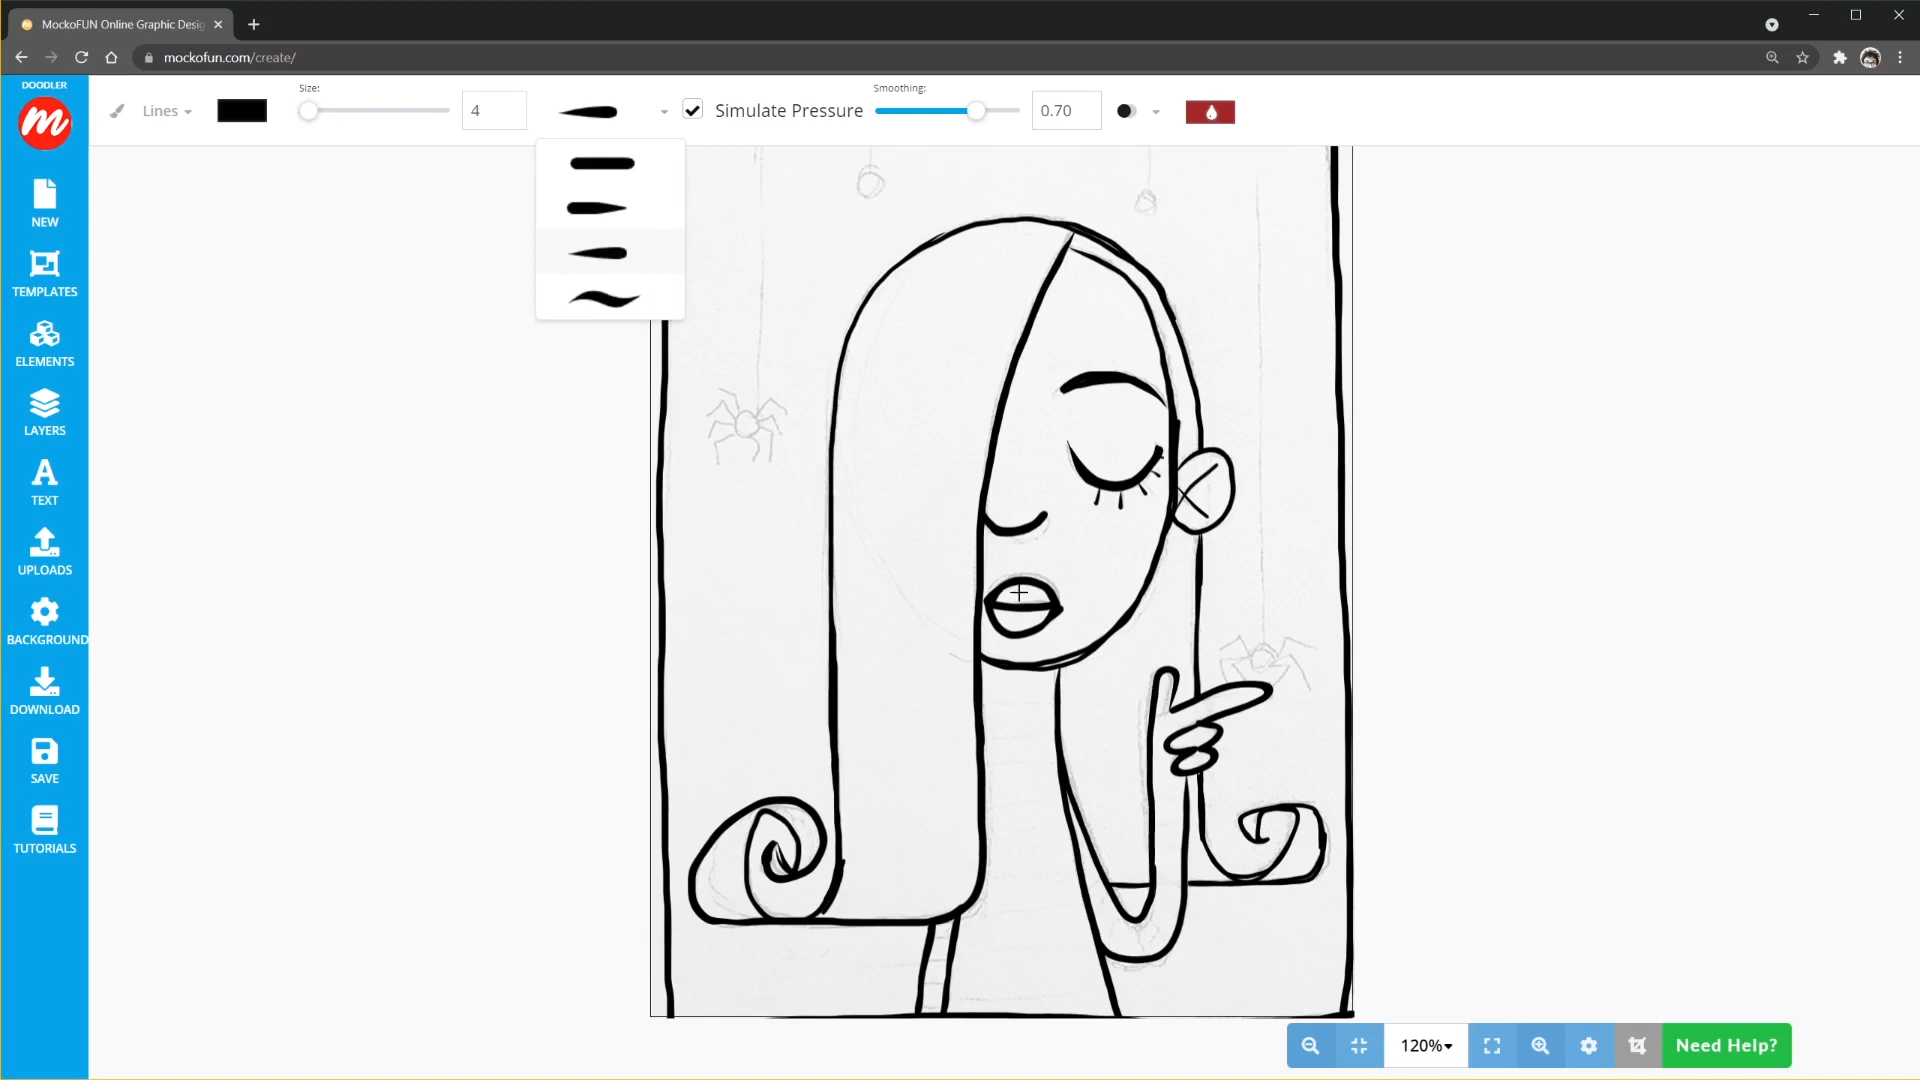 MockoFUN Online Graphic Desig
mockofun.com/create/
DOODLER
m
Lines
Size:
4
Simulate Pressure
Smoothing:
0.70
NEW
TEMPLATES
ELEMENTS
LAYERS
A
TEXT
UPLOADS
BACKGROUND
DOWNLOAD
SAVE
TUTORIALS
120%
Need Help?